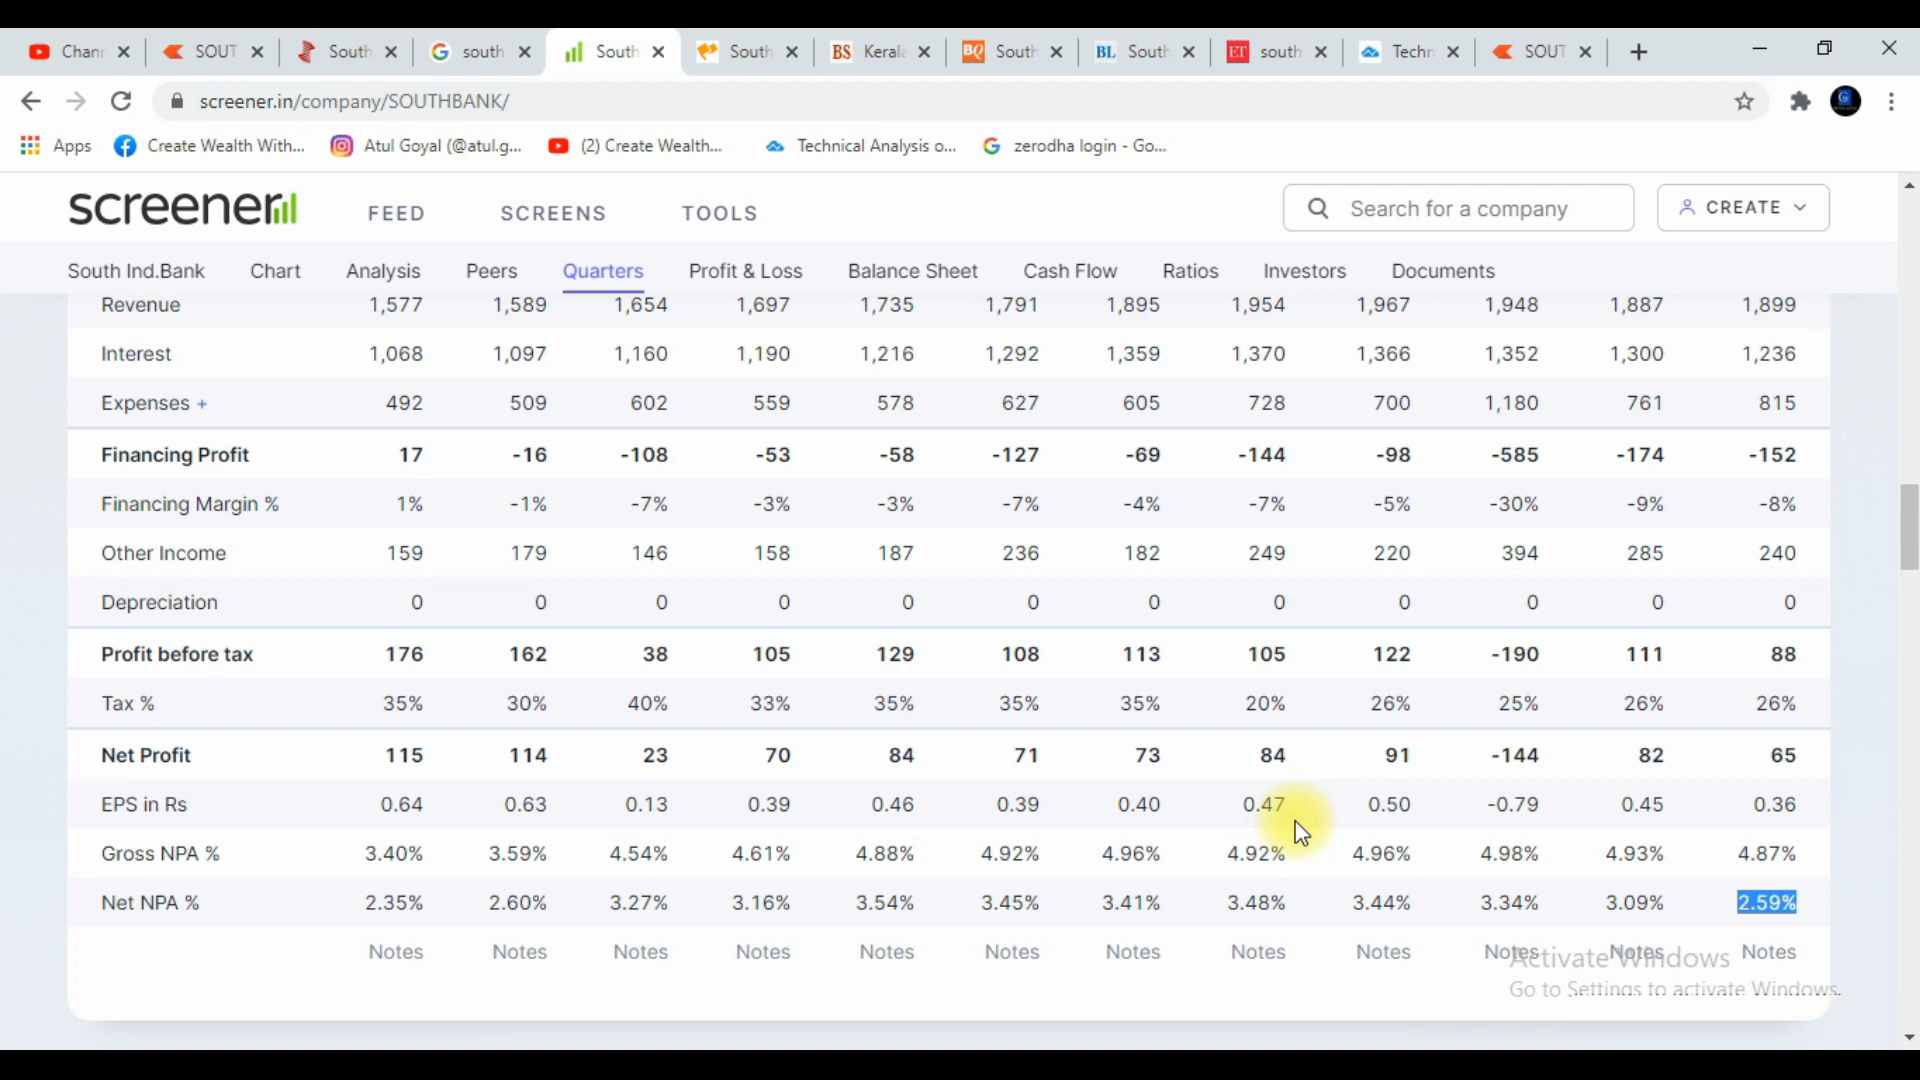 Chann SOUT South south South South Kerala South South south Techn SOUT
screener.in/company/SOUTHBANK/
Apps Create Wealth With... Atul Goyal (@atul.g... (2) Create Wealth... Technical Analysis o... zerodha login - Go...
screener FEED SCREENS TOOLS Search for a company CREATE
South Ind.Bank Chart Analysis Peers Quarters Profit & Loss Balance Sheet Cash Flow Ratios Investors Documents
Revenue 1,577 1,589 1,654 1,697 1,735 1,791 1,895 1,954 1,967 1,948 1,887 1,899
Interest 1,068 1,097 1,160 1,190 1,216 1,292 1,359 1,370 1,366 1,352 1,300 1,236
Expenses + 492 509 602 559 578 627 605 728 700 1,180 761 815
Financing Profit 17 -16 -108 -53 -58 -127 -69 -144 -98 -585 -174 -152
Financing Margin % 1% -1% -7% -3% -3% -7% -4% -7% -5% -30% -9% -8%
Other Income 159 179 146 158 187 236 182 249 220 394 285 240
Depreciation 0 0 0 0 0 0 0 0 0 0 0 0
Profit before tax 176 162 38 105 129 108 113 105 122 -190 111 88
Tax % 35% 30% 40% 33% 35% 35% 35% 20% 26% 25% 26% 26%
Net Profit 115 114 23 70 84 71 73 84 91 -144 82 65
EPS in Rs 0.64 0.63 0.13 0.39 0.46 0.39 0.40 0.47 0.50 -0.79 0.45 0.36
Gross NPA % 3.40% 3.59% 4.54% 4.61% 4.88% 4.92% 4.96% 4.92% 4.96% 4.98% 4.93% 4.87%
Net NPA % 2.35% 2.60% 3.27% 3.16% 3.54% 3.45% 3.41% 3.48% 3.44% 3.34% 3.09% 2.59%
Notes Notes Notes Notes Notes Notes Notes Notes Notes Notes Notes Notes
Activate Windows
Go to Settings to activate Windows.